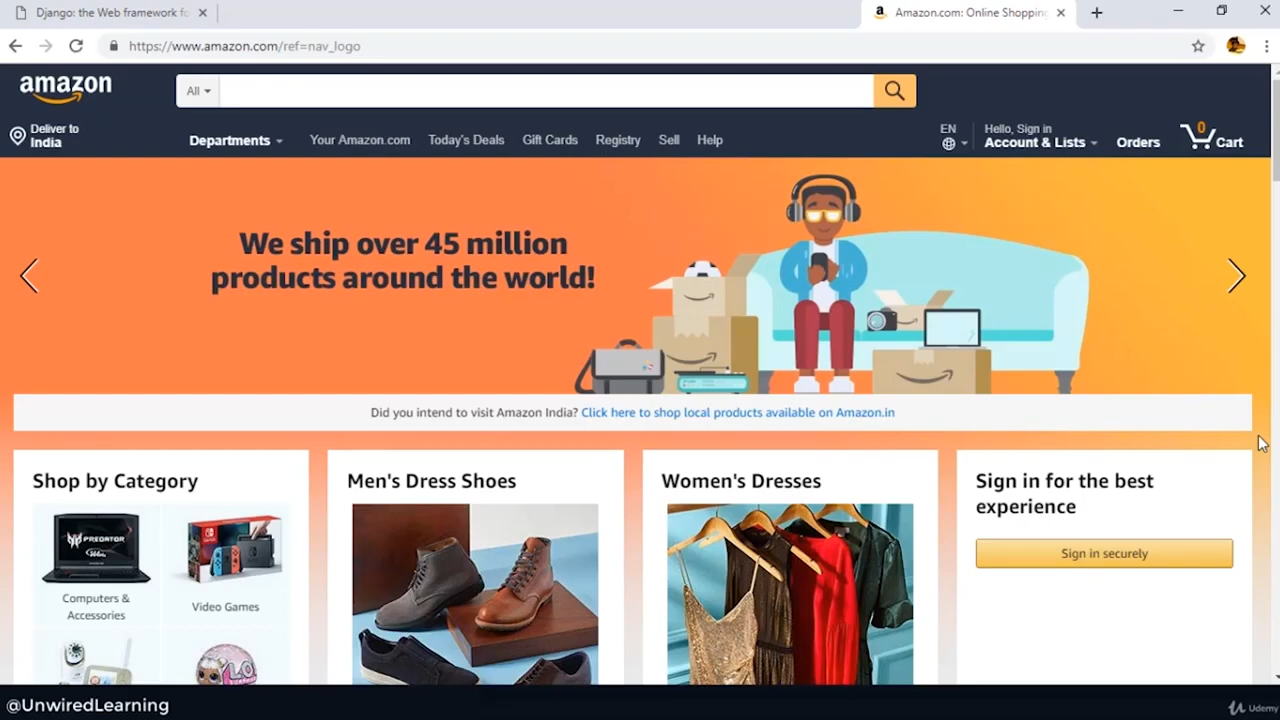 Django: the Web framework fo
Amazon.com: Online Shopping
https://www.amazon.com/ref=nav_logo
amazon
All
Deliver to
India
Departments
Your Amazon.com
Today's Deals
Gift Cards
Registry
Sell
Help
EN
Hello, Sign in
Account & Lists
Orders
0
Cart
We ship over 45 million
products around the world!
Did you intend to visit Amazon India? Click here to shop local products available on Amazon.in
Shop by Category
Men's Dress Shoes
Women's Dresses
Sign in for the best
experience
PREDATOR
Sign in securely
Computers &
Accessories
Video Games
@UnwiredLearning
Udemy